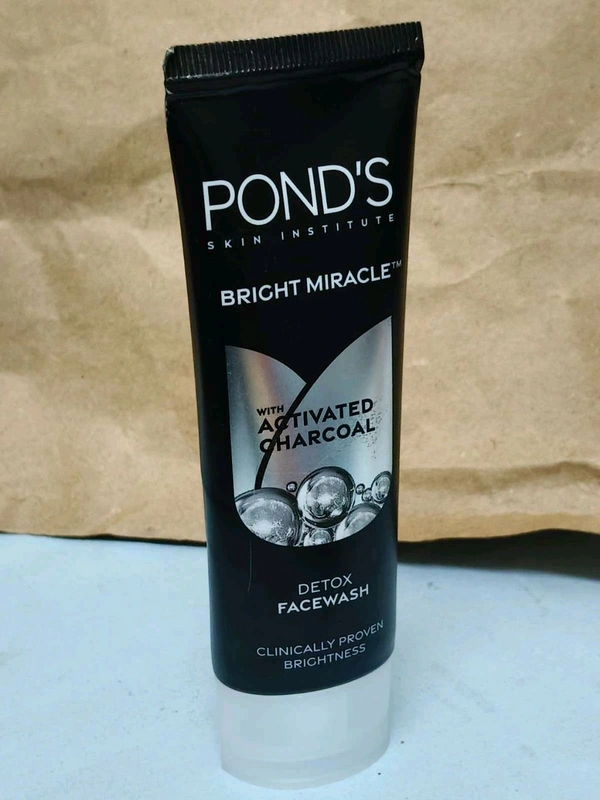 POND'S
SKIN INSTITUTE
BRIGHT MIRACLE™
WITH
ACTIVATED
CHARCOAL
DETOX
FACEWASH
CLINICALLY PROVEN
BRIGHTNESS